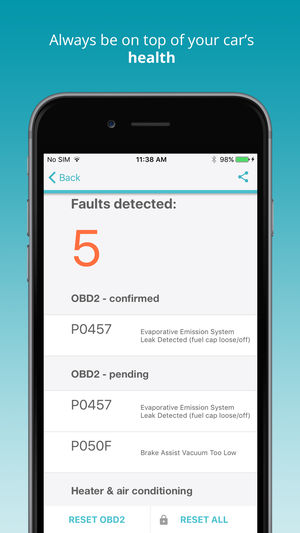 Always be on top of your car's
health
No SIM 11:38 AM 98%
Back
Faults detected:
5
OBD2 - confirmed
P0457 Evaporative Emission System
Leak Detected (fuel cap loose/off)
OBD2 - pending
P0457 Evaporative Emission System
Leak Detected (fuel cap loose/off)
P050F Brake Assist Vacuum Too Low
Heater & air conditioning
RESET OBD2 RESET ALL